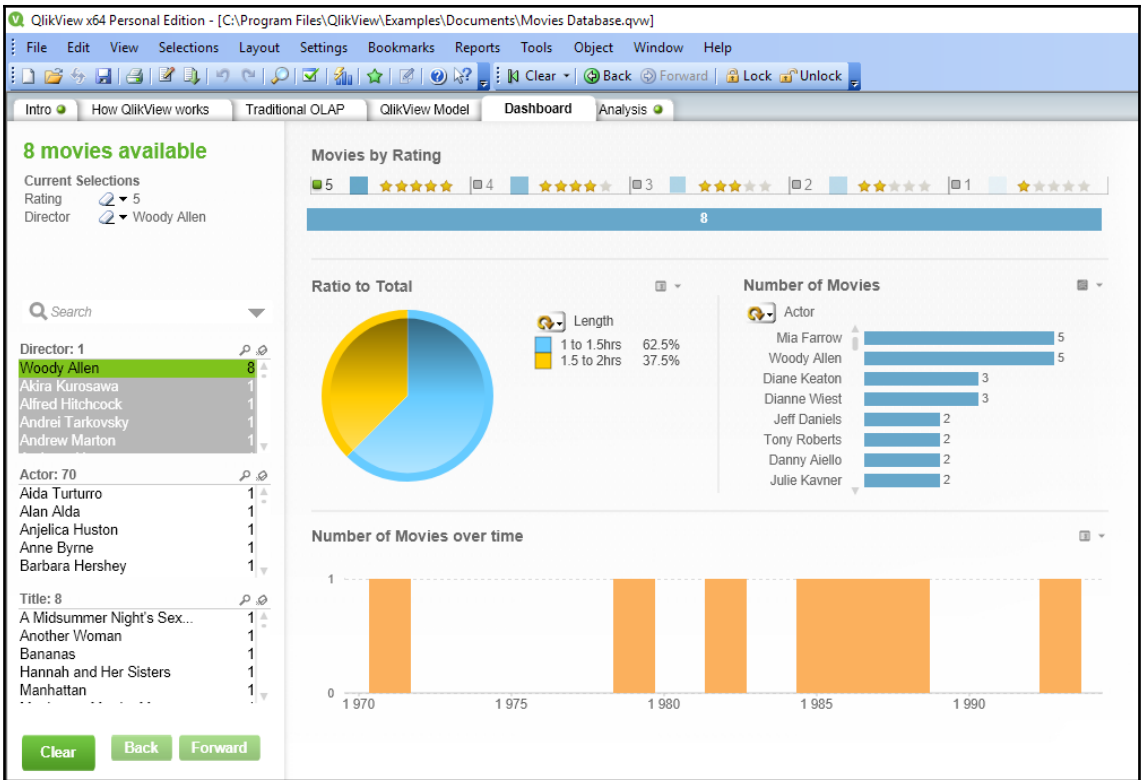 QlikView x64 Personal Edition - [C:\Program Files\QlikView\Examples\Documents\Movies Database.qvw]
File Edit View Selections Layout Settings Bookmarks Reports Tools Object Window Help
Clear Back Forward Lock Unlock
Intro How QlikView works Traditional OLAP QlikView Model Dashboard Analysis
8 movies available
Current Selections
Rating 5
Director Woody Allen
Search
Director: 1
Woody Allen 8
Akira Kurosawa 1
Alfred Hitchcock 1
Andrei Tarkovsky 1
Andrew Marton 1
Actor: 70
Aida Turturro 1
Alan Alda 1
Anjelica Huston 1
Anne Byrne 1
Barbara Hershey 1
Title: 8
A Midsummer Night's Sex... 1
Another Woman 1
Bananas 1
Hannah and Her Sisters 1
Manhattan 1
Clear Back Forward
Movies by Rating
5 4 3 2 1
8
Ratio to Total
Length
1 to 1.5hrs 62.5%
1.5 to 2hrs 37.5%
Number of Movies
Actor
Mia Farrow 5
Woody Allen 5
Diane Keaton 3
Dianne Wiest 3
Jeff Daniels 2
Tony Roberts 2
Danny Aiello 2
Julie Kavner 2
Number of Movies over time
1
0
1 970 1 975 1 980 1 985 1 990